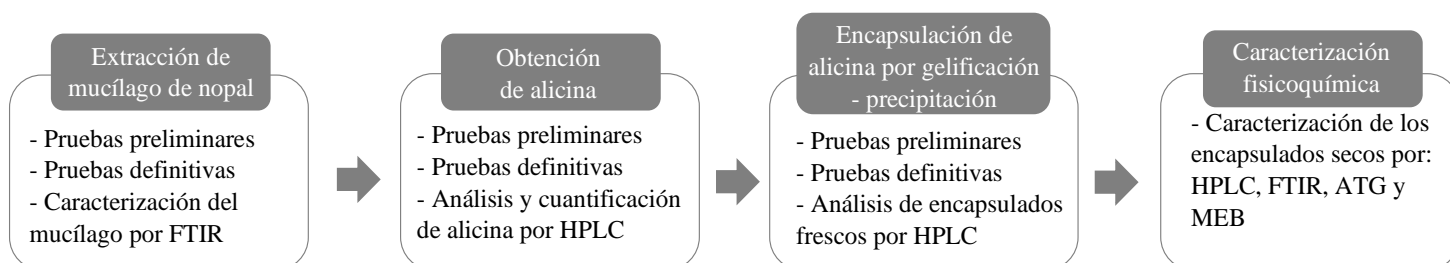 Extracción de
mucílago de nopal
- Pruebas preliminares
- Pruebas definitivas
- Caracterización del
mucílago por FTIR
Obtención
de alicina
- Pruebas preliminares
- Pruebas definitivas
- Análisis y cuantificación
de alicina por HPLC
Encapsulación de
alicina por gelificación
- precipitación
- Pruebas preliminares
- Pruebas definitivas
- Análisis de encapsulados
frescos por HPLC
Caracterización
fisicoquímica
- Caracterización de los
encapsulados secos por:
HPLC, FTIR, ATG y
MEB